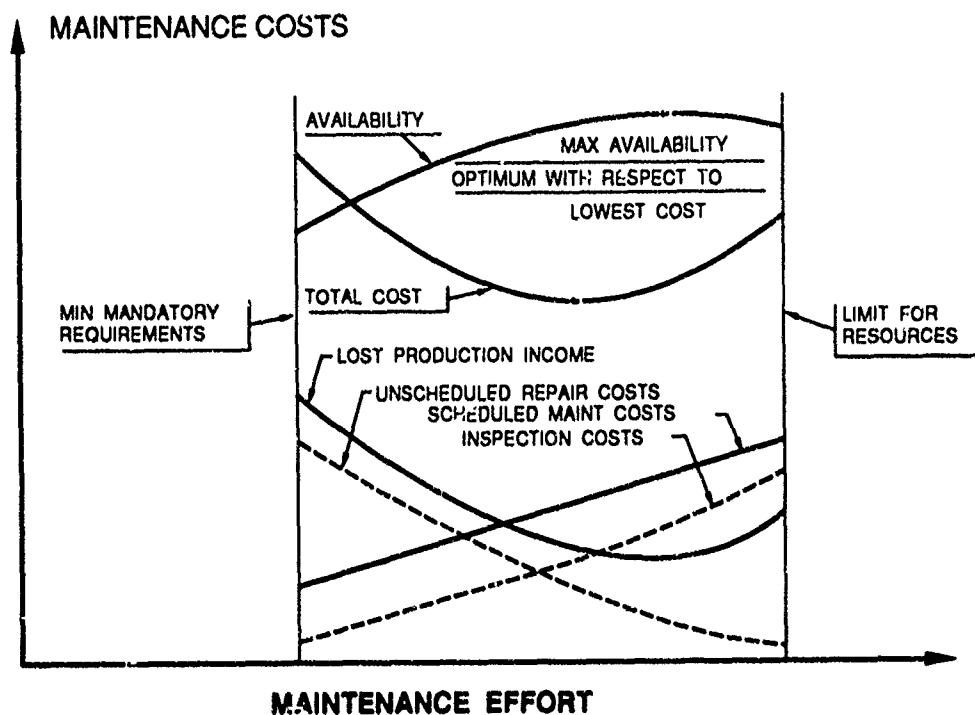 MAINTENANCE COSTS
AVAILABILITY
MAX AVAILABILITY
OPTIMUM WITH RESPECT TO
LOWEST COST
MIN MANDATORY
REQUIREMENTS
TOTAL COST
LIMIT FOR
RESOURCES
LOST PRODUCTION INCOME
UNSCHEDULED REPAIR COSTS
SCHEDULED MAINT COSTS
INSPECTION COSTS
MAINTENANCE EFFORT